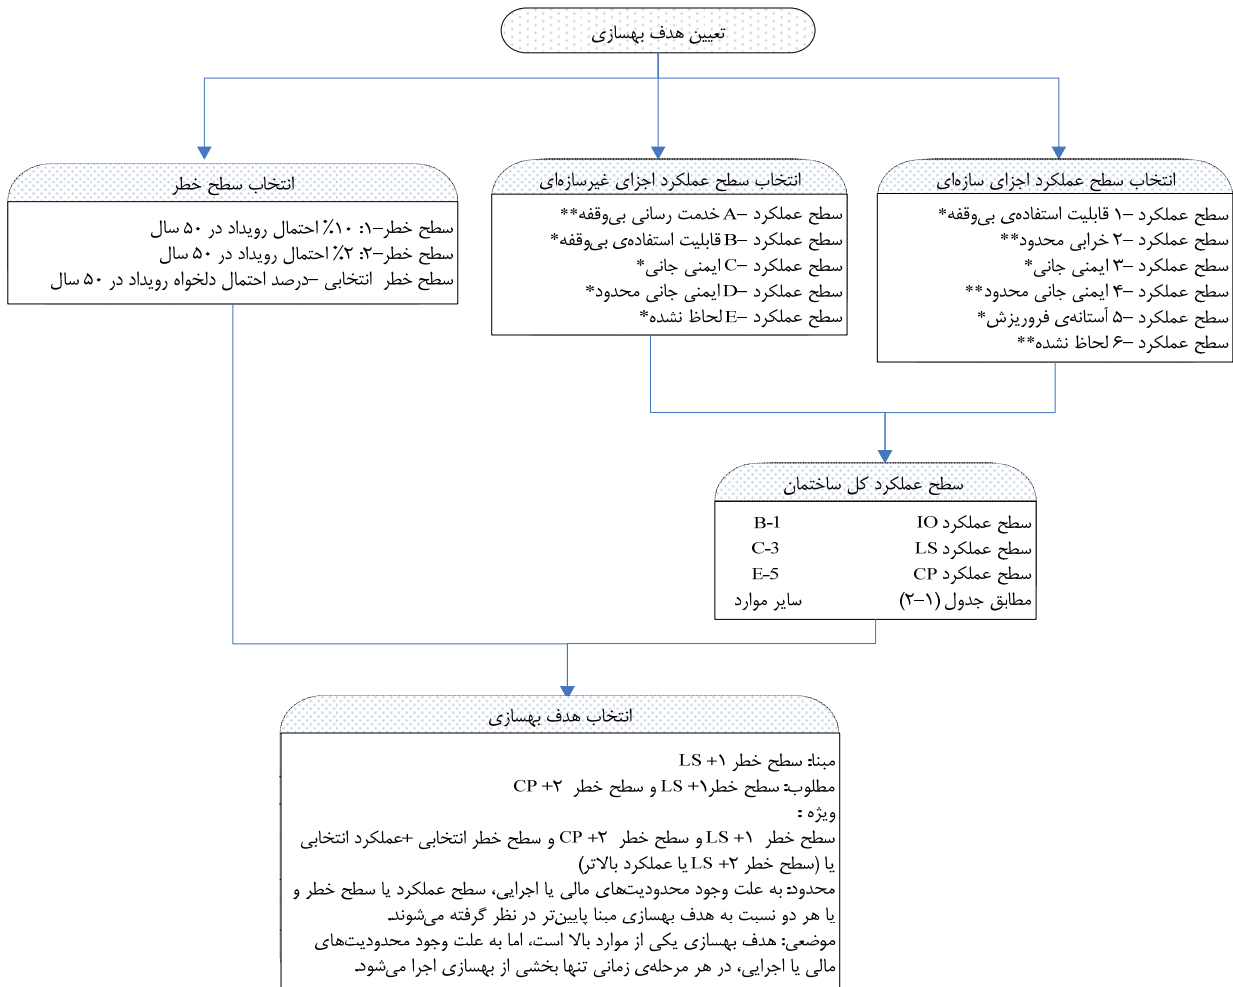 تعیین هدف بهسازی
انتخاب سطح عملکرد اجزای سازه‌ای
سطح عملکرد –۱ قابلیت استفاده‌ی بی‌وقفه*
سطح عملکرد –۲ خرابی محدود**
سطح عملکرد –۳ ایمنی جانی*
سطح عملکرد –۴ ایمنی جانی محدود**
سطح عملکرد –۵ آستانه‌ی فروریزش*
سطح عملکرد –۶ لحاظ نشده**
انتخاب سطح عملکرد اجزای غیرسازه‌ای
سطح عملکرد –A خدمت رسانی بی‌وقفه**
سطح عملکرد –B قابلیت استفاده‌ی بی‌وقفه*
سطح عملکرد –C ایمنی جانی*
سطح عملکرد –D ایمنی جانی محدود*
سطح عملکرد –E لحاظ نشده*
انتخاب سطح خطر
سطح خطر–۱: ۱۰٪ احتمال رویداد در ۵۰ سال
سطح خطر–۲: ۲٪ احتمال رویداد در ۵۰ سال
سطح خطر انتخابی –درصد احتمال دلخواه رویداد در ۵۰ سال
سطح عملکرد کل ساختمان
سطح عملکرد IO B-1
سطح عملکرد LS C-3
سطح عملکرد CP E-5
مطابق جدول (۱–۲) سایر موارد
انتخاب هدف بهسازی
مبنا: سطح خطر ۱+ LS
مطلوب: سطح خطر۱+ LS و سطح خطر ۲+ CP
ویژه :
سطح خطر ۱+ LS و سطح خطر ۲+ CP و سطح خطر انتخابی +عملکرد انتخابی
یا (سطح خطر ۲+ LS یا عملکرد بالاتر)
محدود: به علت وجود محدودیت‌های مالی یا اجرایی، سطح عملکرد یا سطح خطر و
یا هر دو نسبت به هدف بهسازی مبنا پایین‌تر در نظر گرفته می‌شوند.
موضعی: هدف بهسازی یکی از موارد بالا است، اما به علت وجود محدودیت‌های
مالی یا اجرایی، در هر مرحله‌ی زمانی تنها بخشی از بهسازی اجرا می‌شود.